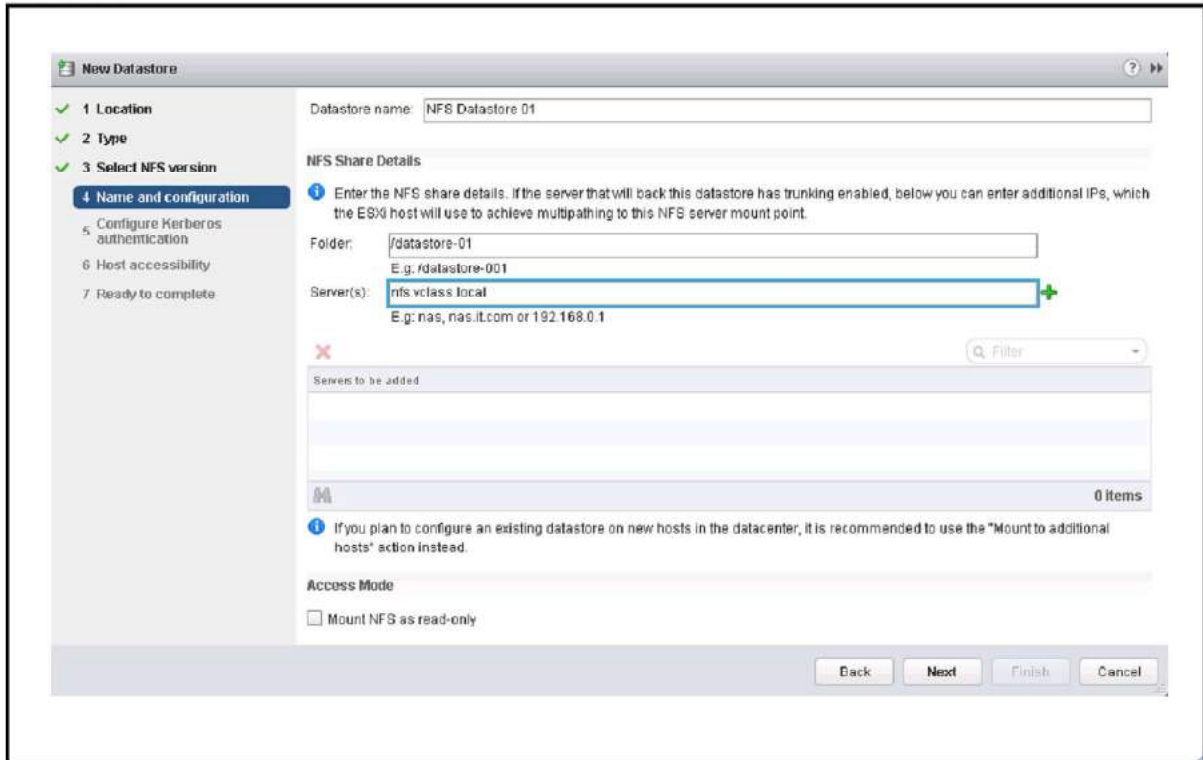 New Datastore
1 Location
2 Type
3 Select NFS version
4 Name and configuration
5 Configure Kerberos
authentication
6 Host accessibility
7 Ready to complete
Datastore name: NFS Datastore 01
NFS Share Details
Enter the NFS share details. If the server that will back this datastore has trunking enabled, below you can enter additional IPs, which
the ESXi host will use to achieve multipathing to this NFS server mount point.
Folder: /datastore-01
E.g: /datastore-001
Server(s): nfs.vclass.local
E.g: nas, nas.it.com or 192.168.0.1
Filter
Servers to be added
0 items
If you plan to configure an existing datastore on new hosts in the datacenter, it is recommended to use the "Mount to additional
hosts" action instead.
Access Mode
Mount NFS as read-only
Back Next Finish Cancel